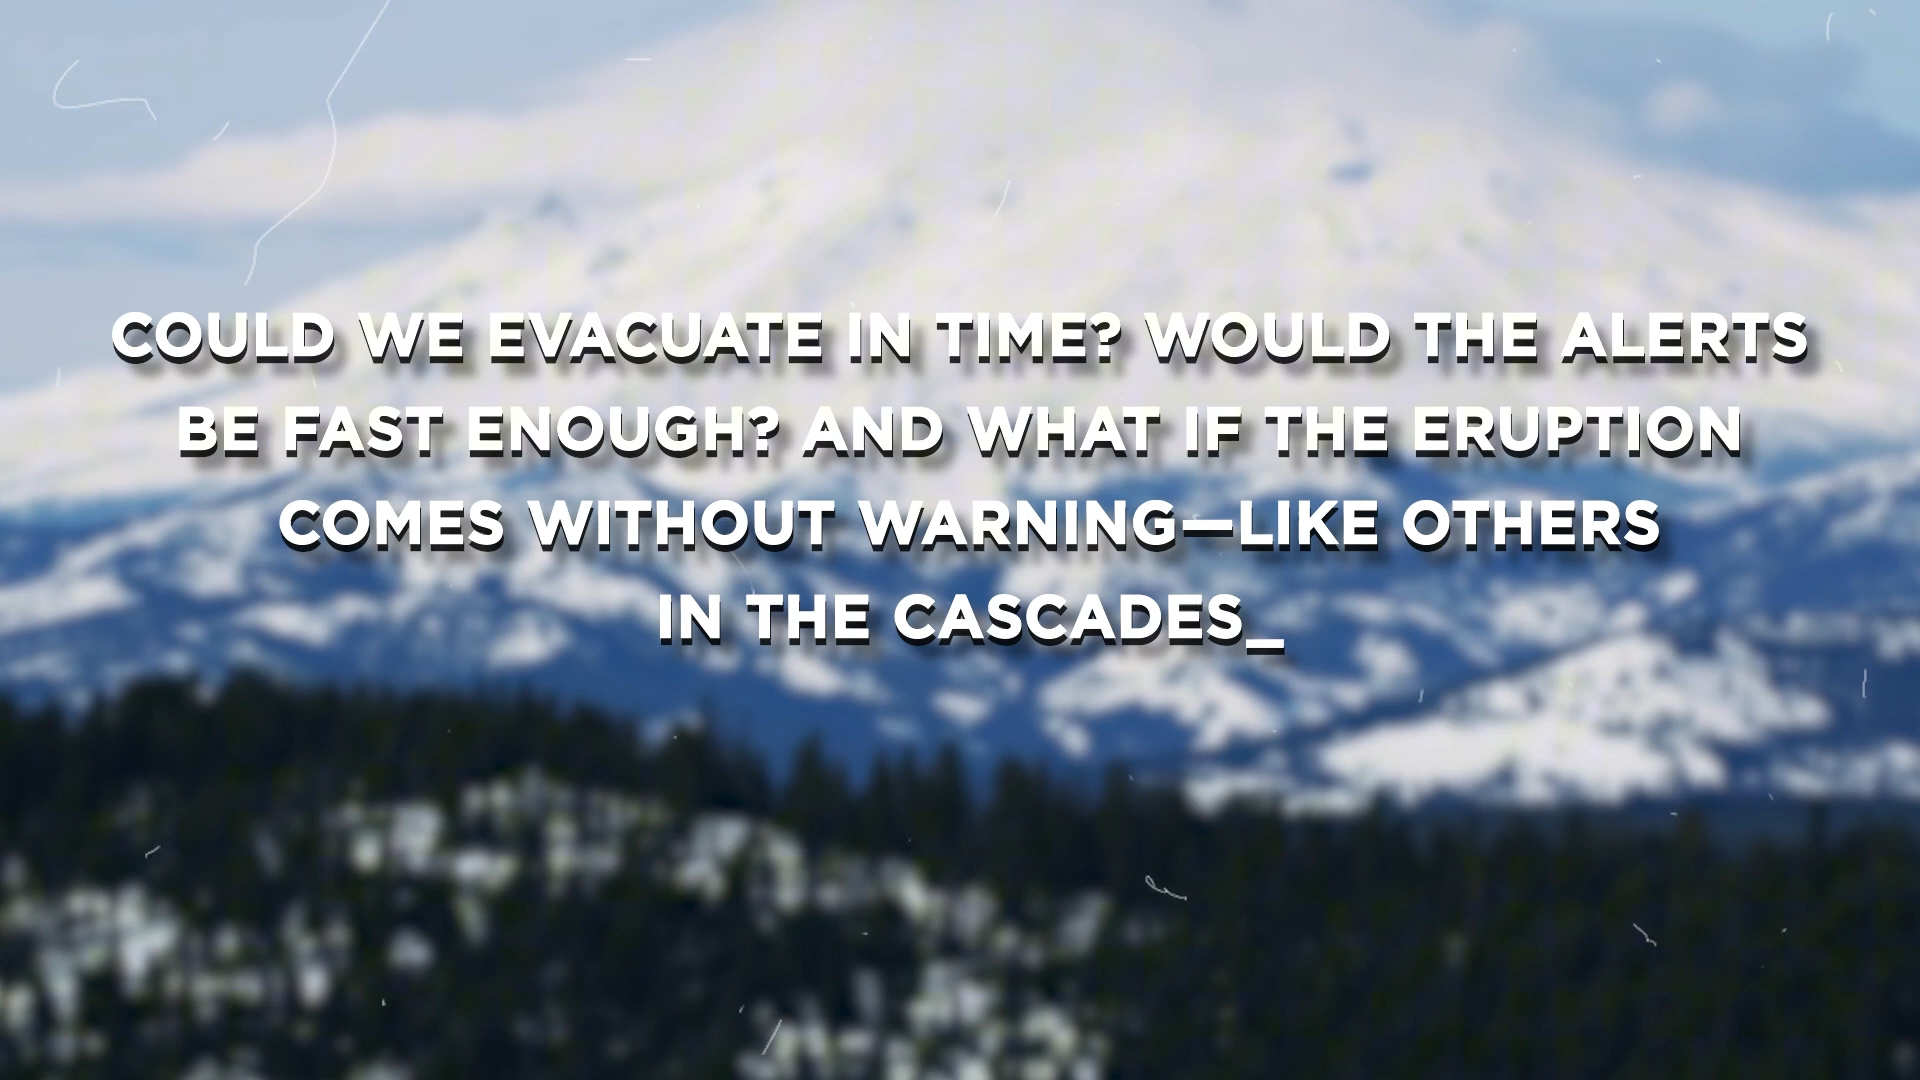 COULD WE EVACUATE IN TIME? WOULD THE ALERTS
BE FAST ENOUGH? AND WHAT IF THE ERUPTION
COMES WITHOUT WARNING—LIKE OTHERS
IN THE CASCADES_